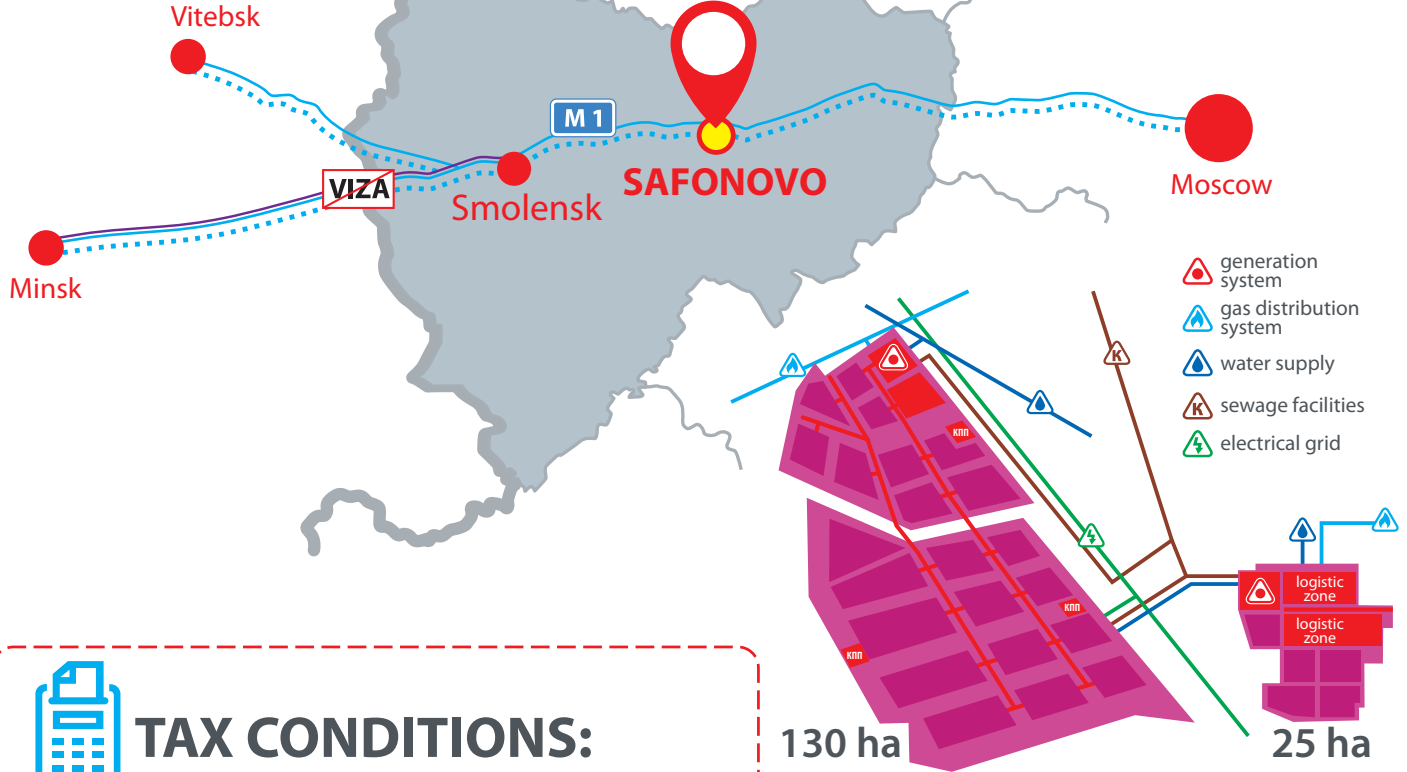 Vitebsk
M 1
SAFONOVO
Moscow
VIZA
Smolensk
Minsk
generation
system
gas distribution
system
water supply
K
sewage facilities
electrical grid
K
кпп
кпп
кпп
logistic
zone
logistic
zone
TAX CONDITIONS:
130 ha
25 ha